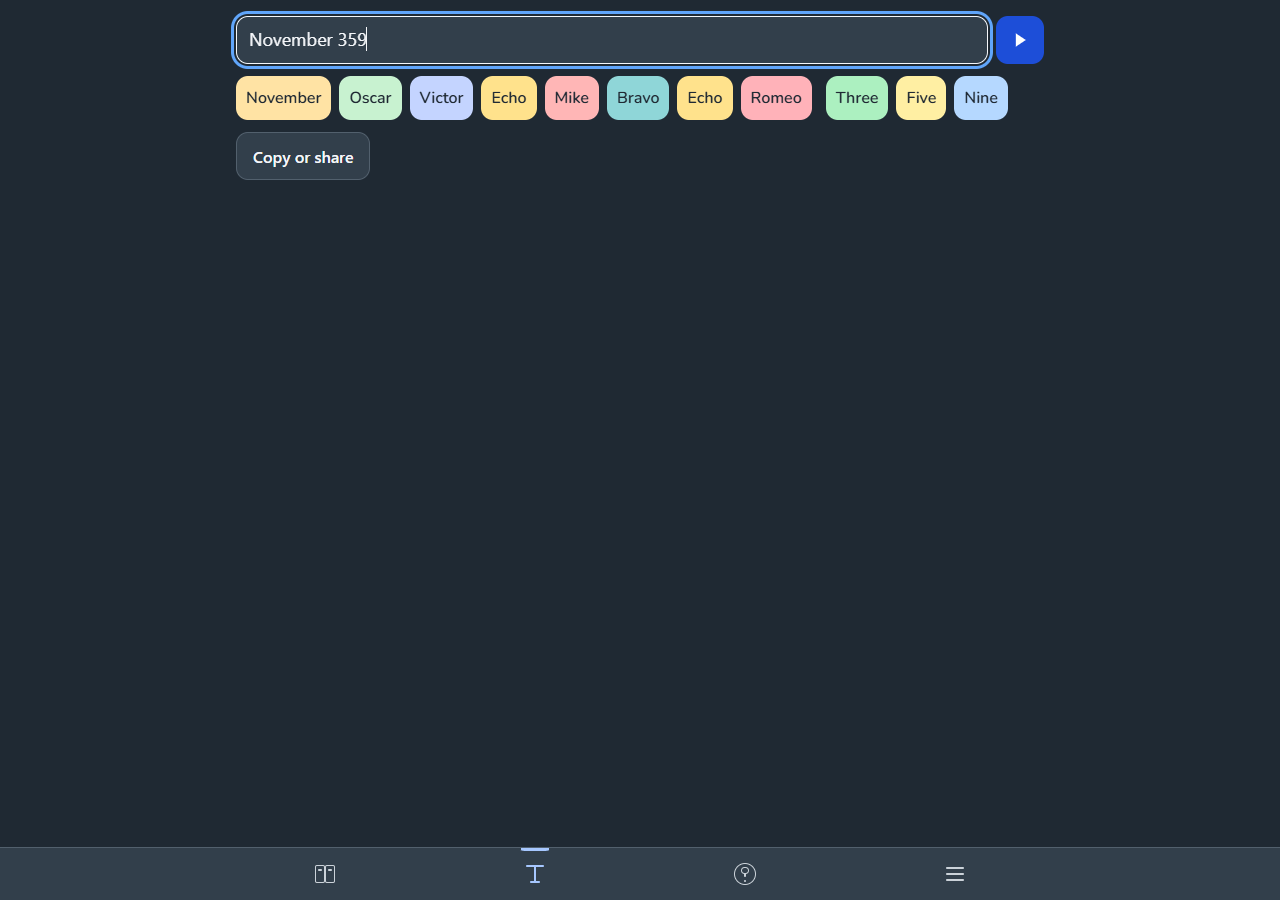 November 359
November Oscar Victor Echo Mike Bravo Echo Romeo Three Five Nine
Copy or share